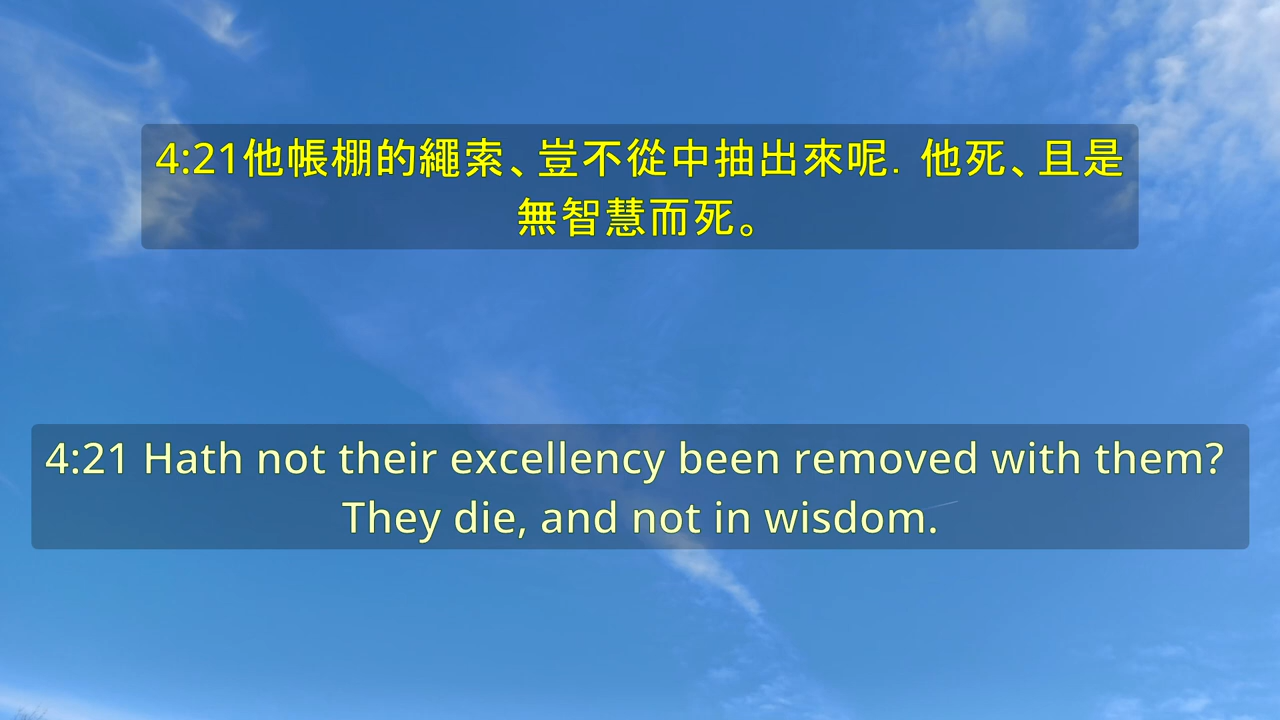 4:21他帳棚的繩索、豈不從中抽出來呢．他死、且是
無智慧而死。
4:21 Hath not their excellency been removed with them?
They die, and not in wisdom.